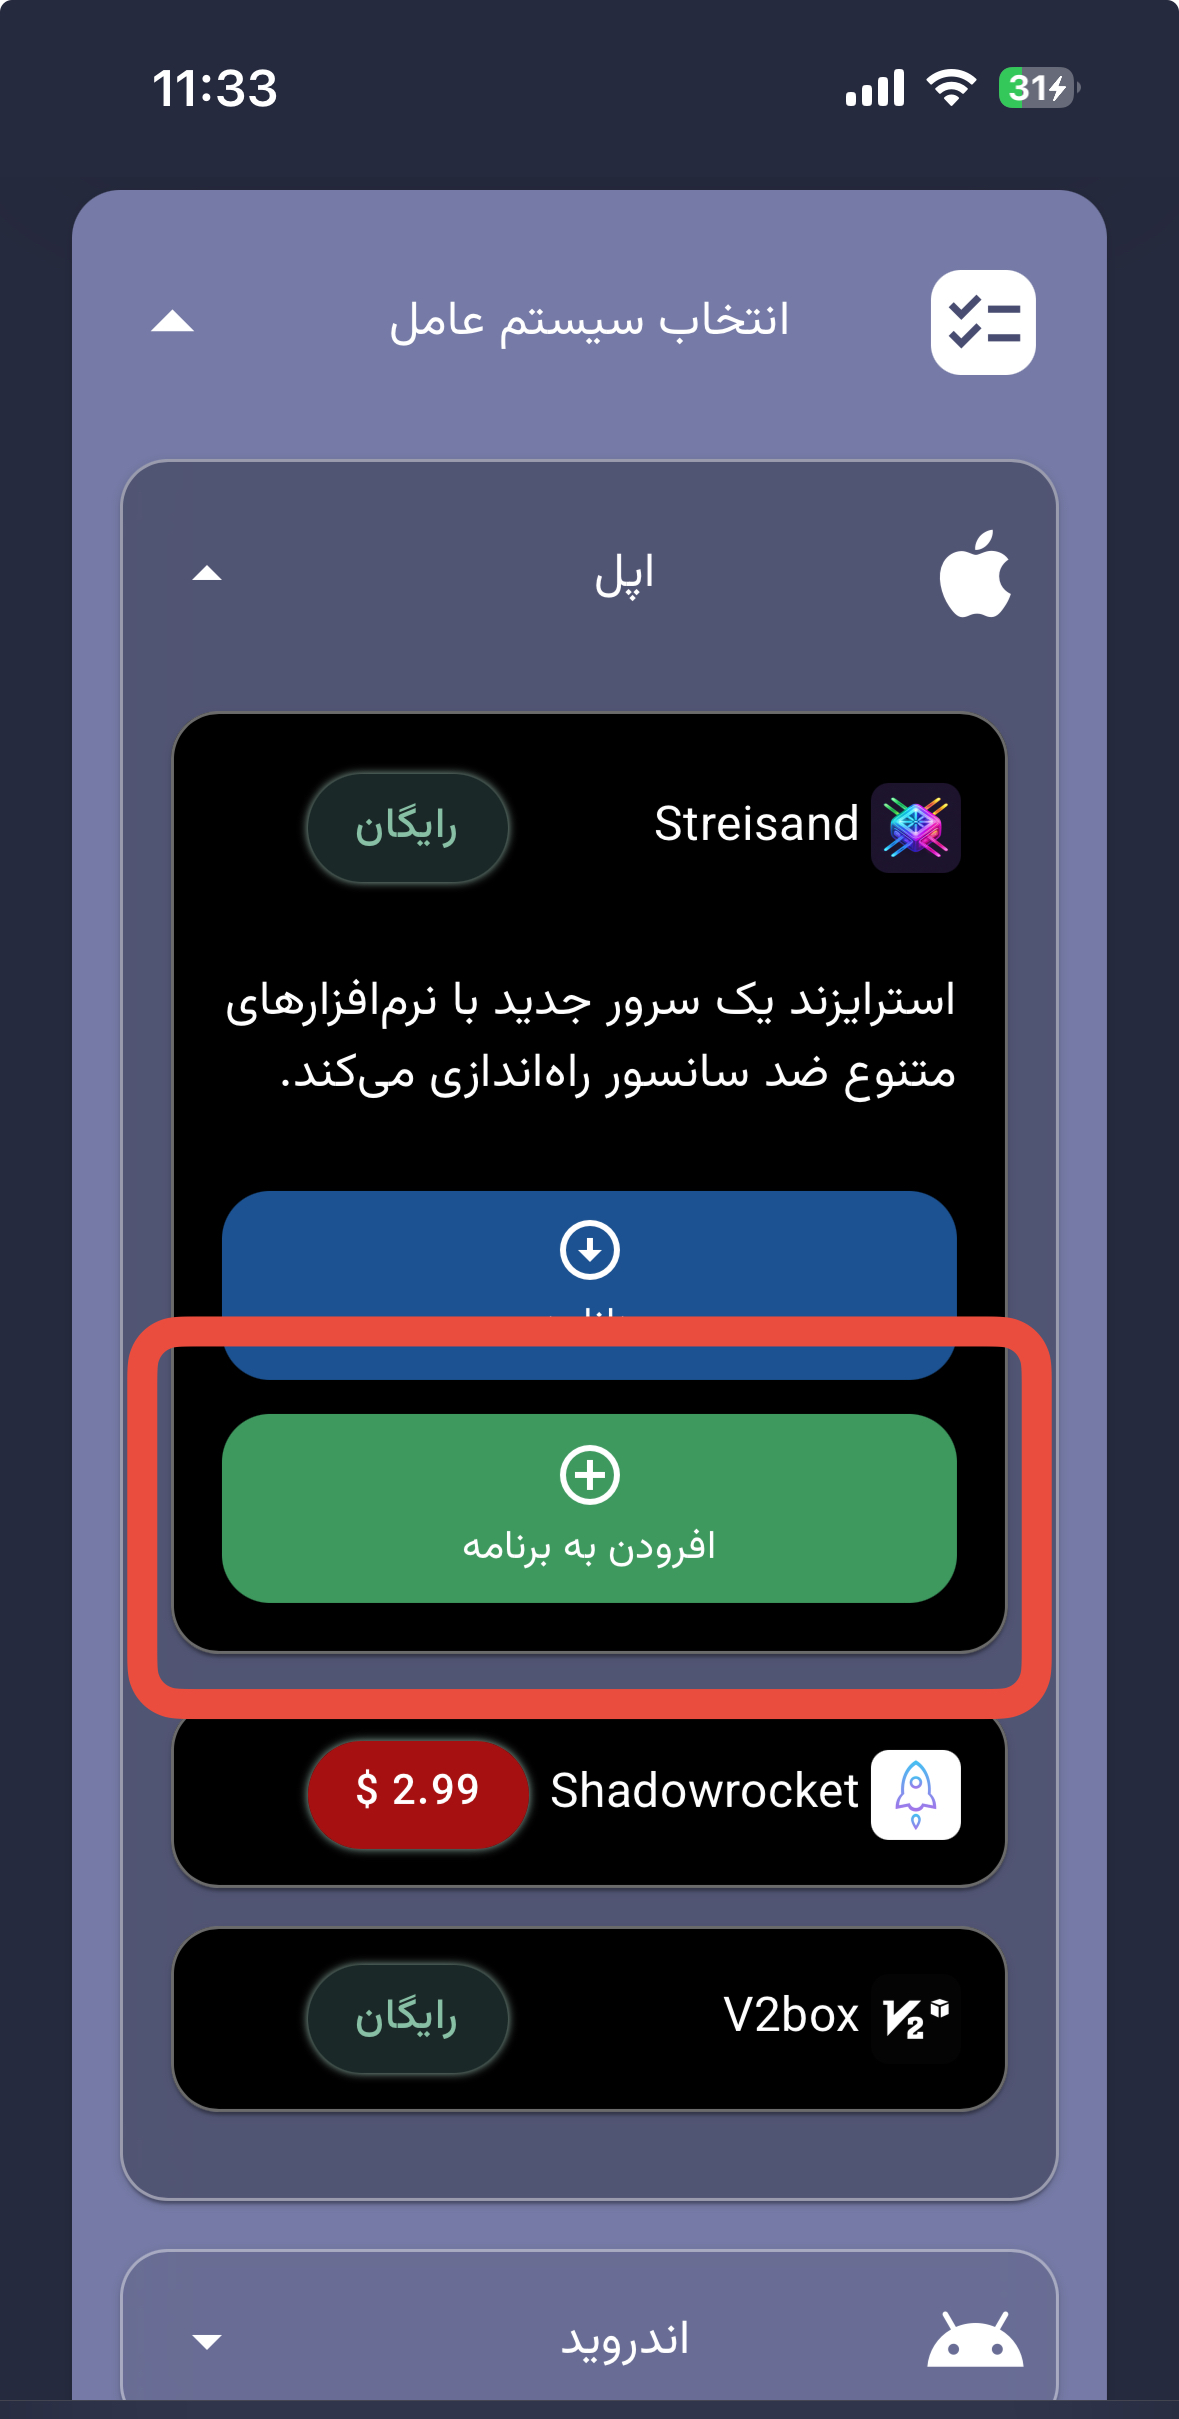 11:33
31
انتخاب سیستم عامل
اپل
Streisand
رایگان
استرایزند یک سرور جدید با نرم‌افزارهای
متنوع ضد سانسور راه‌اندازی می‌کند.
افرودن به برنامه
Shadowrocket
$ 2.99
V2box
V2
رایگان
اندروید